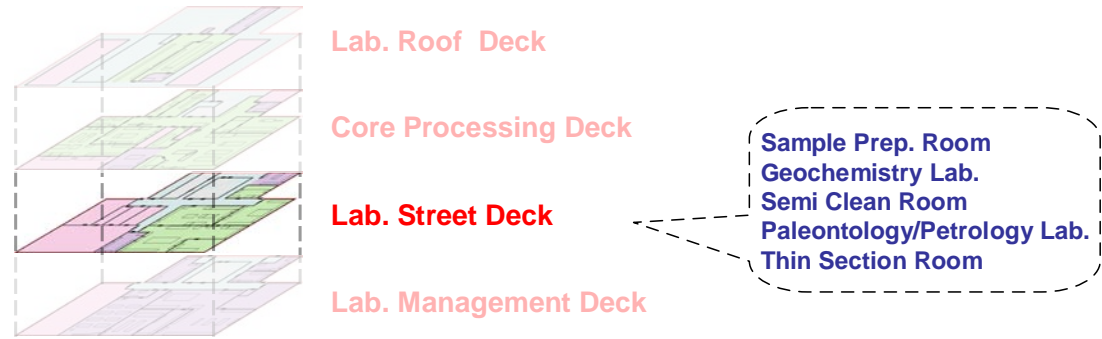 Lab. Roof Deck
Core Processing Deck
Lab. Street Deck
Lab. Management Deck
Sample Prep. Room
Geochemistry Lab.
Semi Clean Room
Paleontology/Petrology Lab.
Thin Section Room